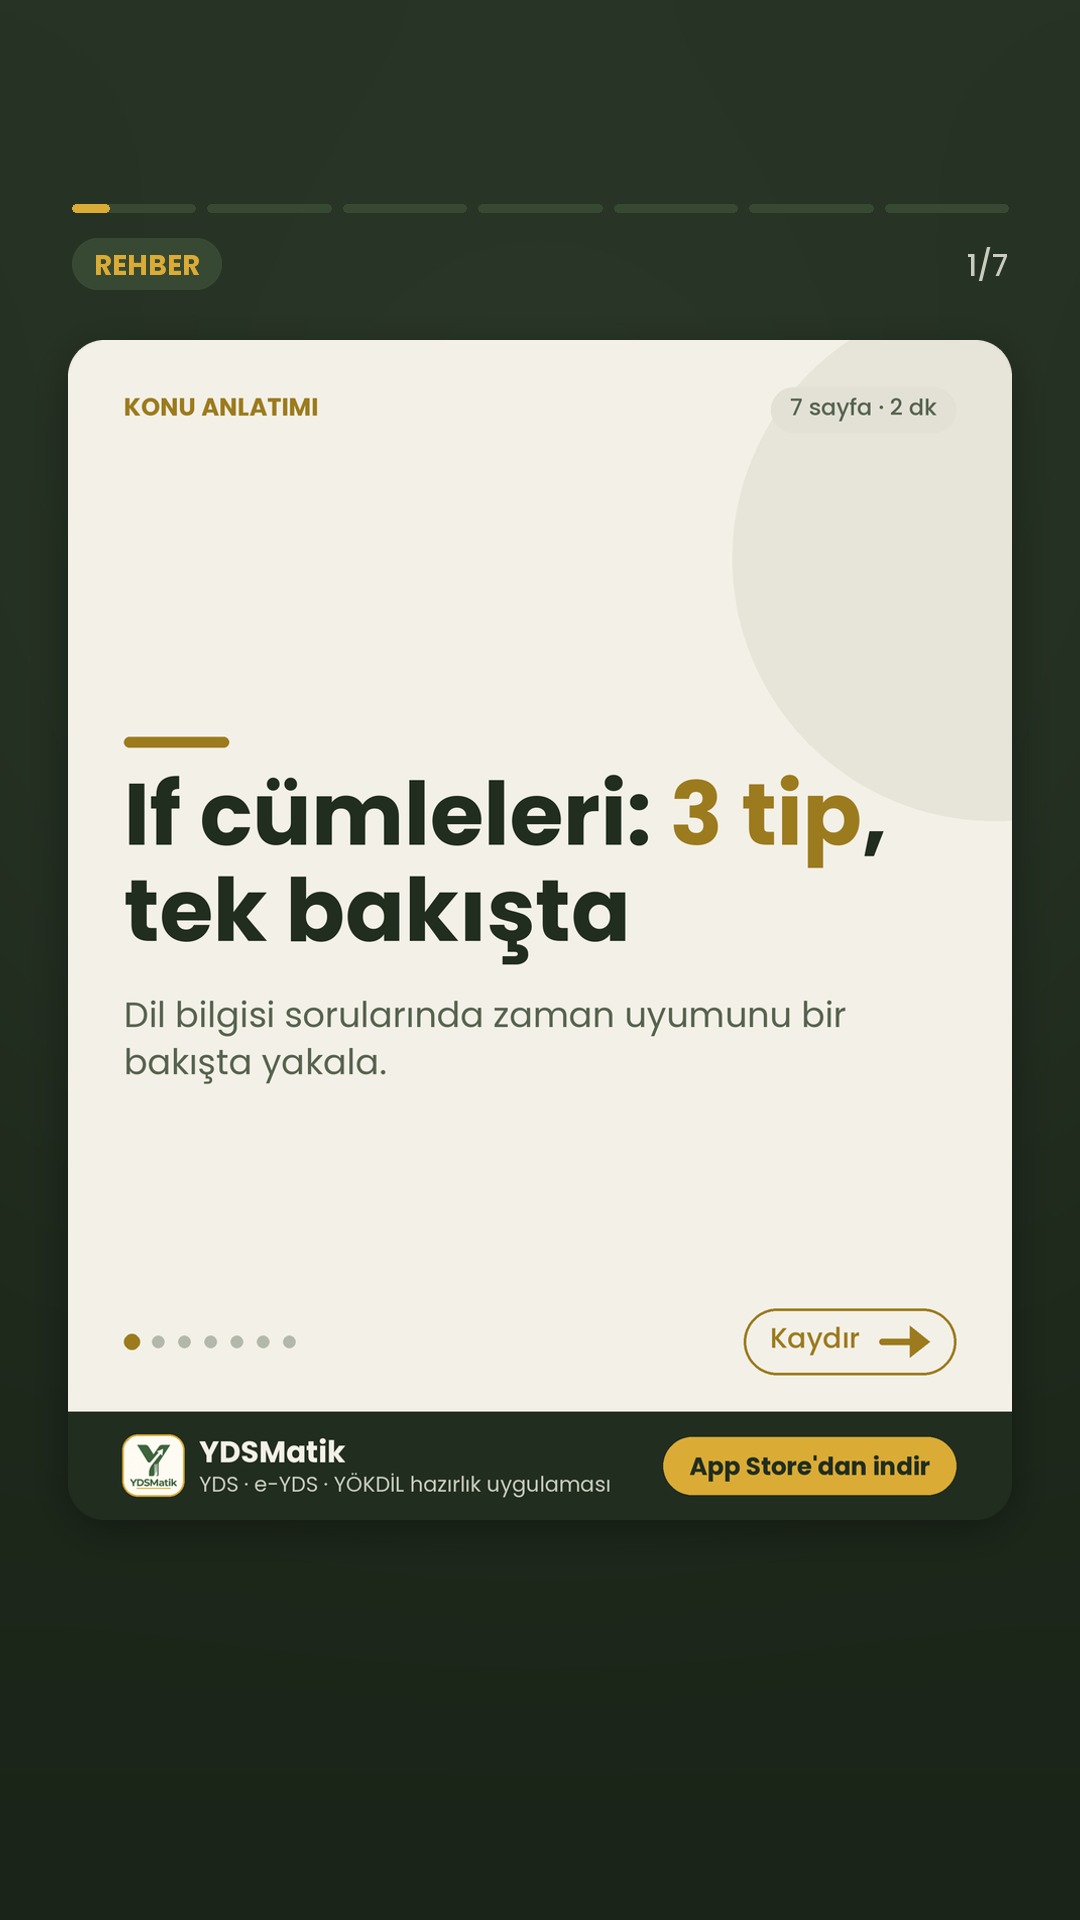 REHBER
1/7
KONU ANLATIMI
7 sayfa · 2 dk
If cümleleri: 3 tip,
tek bakışta
Dil bilgisi sorularında zaman uyumunu bir
bakışta yakala.
Kaydır
YDSMatik
YDSMatik
YDS · e-YDS · YÖKDİL hazırlık uygulaması
App Store'dan indir